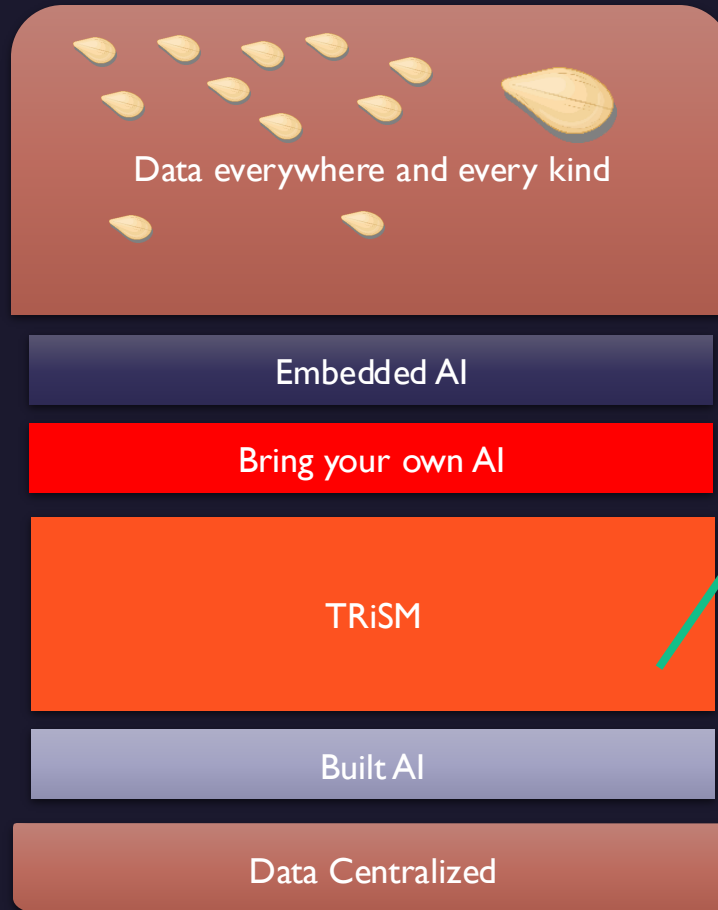 Data everywhere and every kind
Embedded AI
Bring your own AI
TRiSM
Built AI
Data Centralized